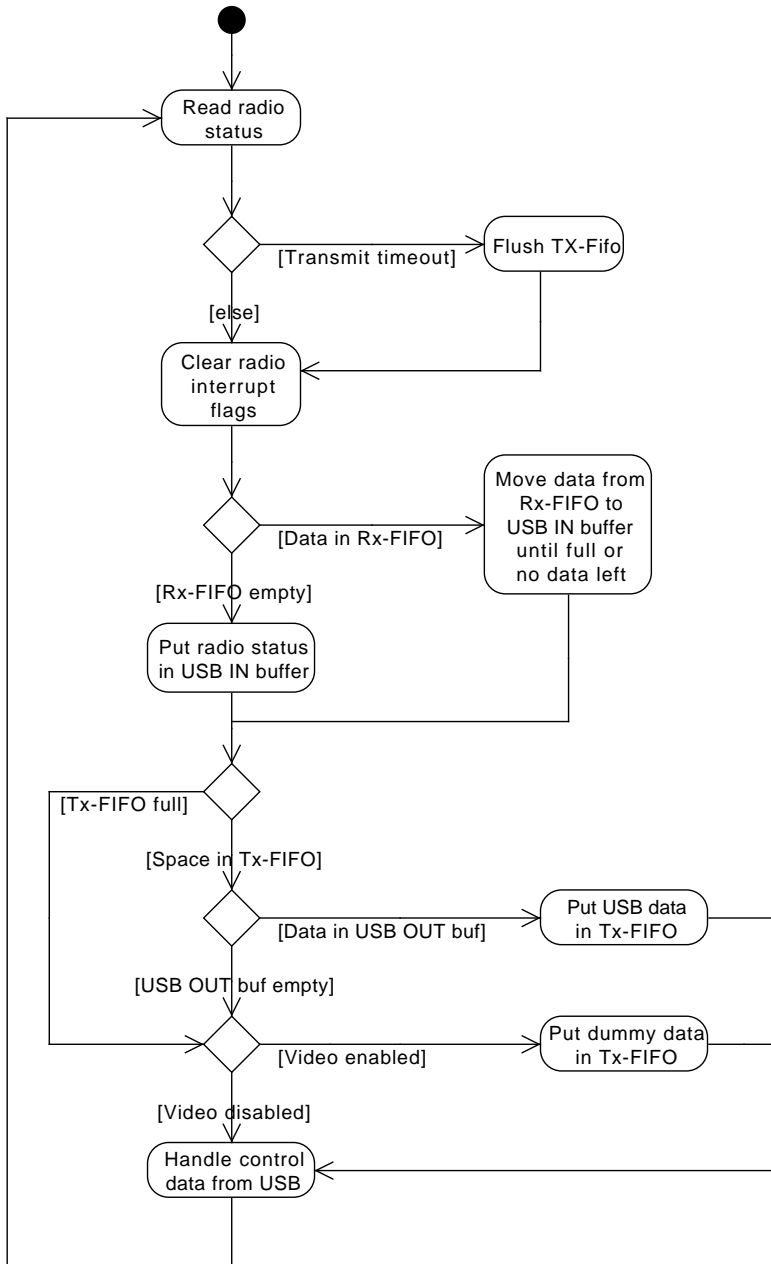 Read radio
status
[Transmit timeout]
Flush TX-Fifo
[else]
Clear radio
interrupt
flags
Move data from
Rx-FIFO to
USB IN buffer
until full or
no data left
[Data in Rx-FIFO]
[Rx-FIFO empty]
Put radio status
in USB IN buffer
[Tx-FIFO full]
[Space in Tx-FIFO]
[Data in USB OUT buf]
Put USB data
in Tx-FIFO
[USB OUT buf empty]
[Video enabled]
Put dummy data
in Tx-FIFO
[Video disabled]
Handle control
data from USB